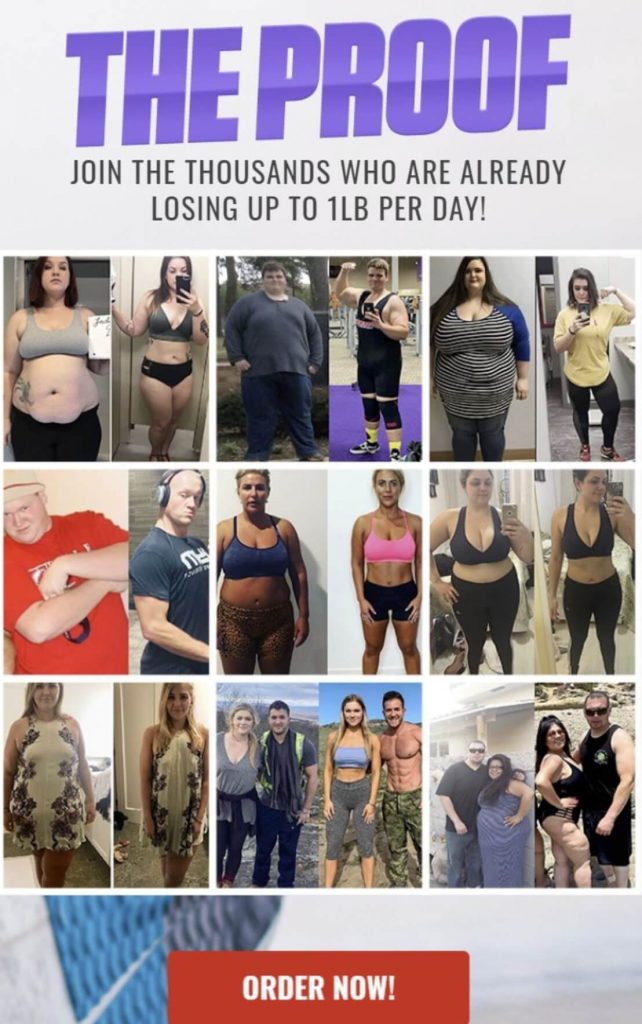 THE PROOF
JOIN THE THOUSANDS WHO ARE ALREADY
LOSING UP TO 1LB PER DAY!
ORDER NOW!